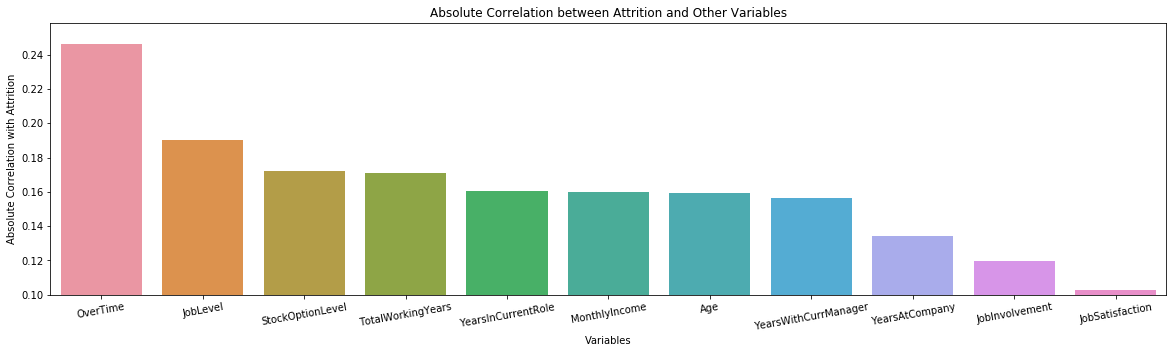 Absolute Correlation between Attrition and Other Variables
Absolute Correlation with Attrition
0.24
0.22
0.20
0.18
0.16
0.14
0.12
0.10
OverTime
JobLevel
StockOptionLevel
TotalWorkingYears
YearsInCurrentRole
MonthlyIncome
Age
YearsWithCurrManager
YearsAtCompany
JobInvolvement
JobSatisfaction
Variables